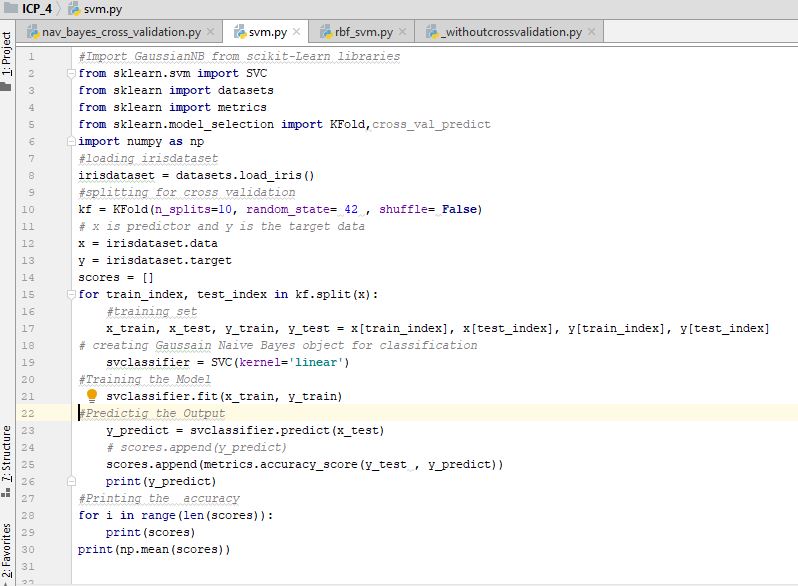 ICP_4 svm.py
nav_bayes_cross_validation.py svm.py rbf_svm.py _withoutcrossvalidation.py
1: Project
7: Structure
2: Favorites
1 #Import GaussianNB from scikit-Learn libraries
2 from sklearn.svm import SVC
3 from sklearn import datasets
4 from sklearn import metrics
5 from sklearn.model_selection import KFold,cross_val_predict
6 import numpy as np
7 #loading irisdataset
8 irisdataset = datasets.load_iris()
9 #splitting for cross validation
10 kf = KFold(n_splits=10, random_state= 42 , shuffle= False)
11 # x is predictor and y is the target data
12 x = irisdataset.data
13 y = irisdataset.target
14 scores = []
15 for train_index, test_index in kf.split(x):
16 #training set
17 x_train, x_test, y_train, y_test = x[train_index], x[test_index], y[train_index], y[test_index]
18 # creating Gaussain Naive Bayes object for classification
19 svclassifier = SVC(kernel='linear')
20 #Training the Model
21 svclassifier.fit(x_train, y_train)
22 #Predictig the Output
23 y_predict = svclassifier.predict(x_test)
24 # scores.append(y_predict)
25 scores.append(metrics.accuracy_score(y_test , y_predict))
26 print(y_predict)
27 #Printing the  accuracy
28 for i in range(len(scores)):
29 print(scores)
30 print(np.mean(scores))
31
32